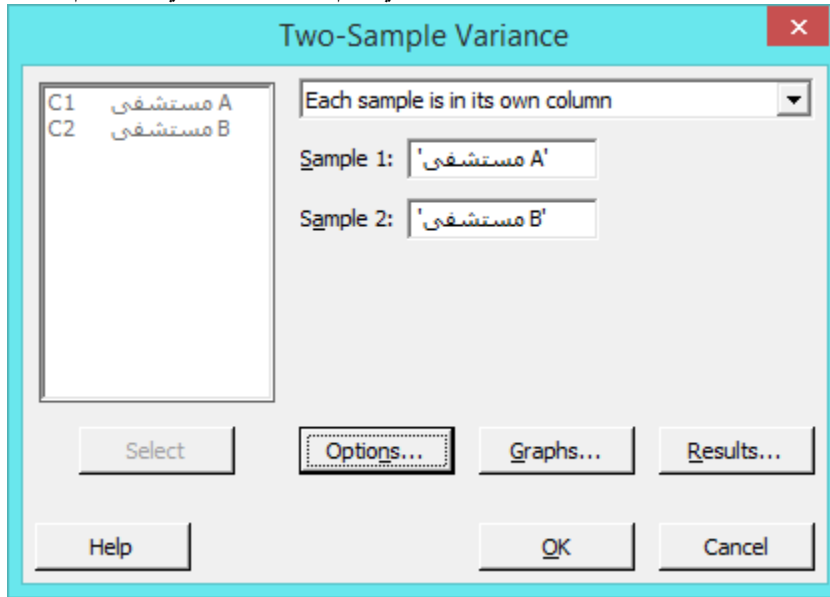 Two-Sample Variance
C1 مستشفى A
C2 مستشفى B
Each sample is in its own column
Sample 1: 'مستشفى A'
Sample 2: 'مستشفى B'
Select
Options...
Graphs...
Results...
Help
OK
Cancel